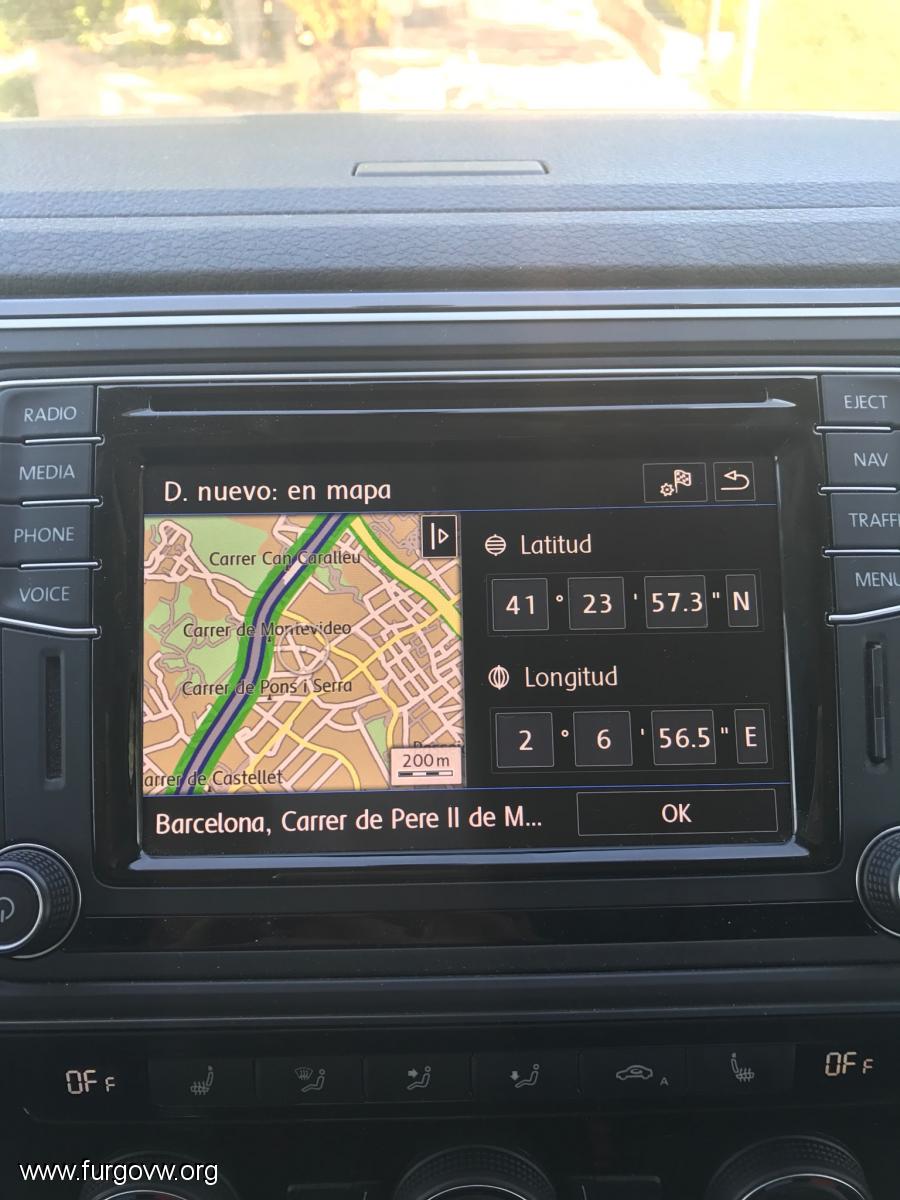 RADIO
MEDIA
PHONE
VOICE
EJECT
NAV
TRAFF
MENU
D. nuevo: en mapa
Carrer Can Caralleu
Carrer de Montevideo
Carrer de Pons i Serra
arrer de Castellet
200 m
Latitud
41 ° 23 ' 57.3 " N
Longitud
2 ° 6 ' 56.5 " E
Barcelona, Carrer de Pere II de M...
OK
OFF
A
OFF
www.furgovw.org